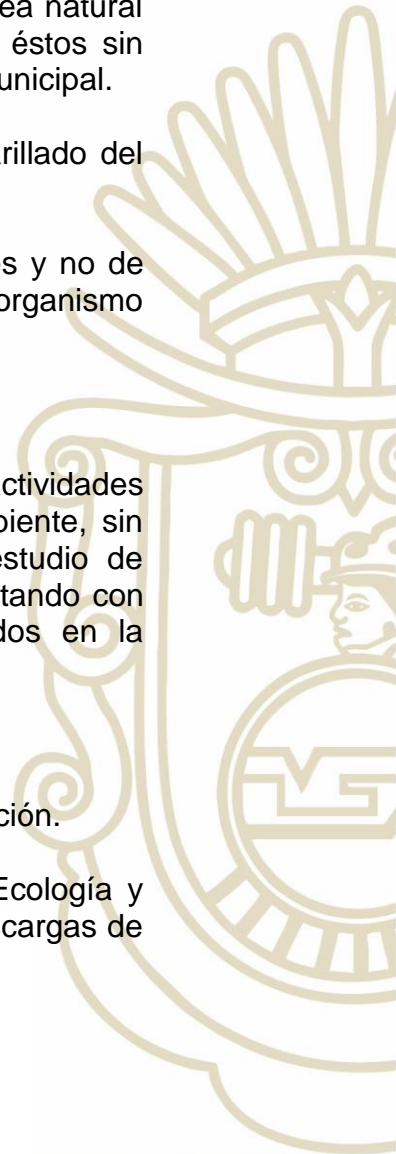 ea natural
éstos sin
unicipal.
rillado del
s y no de
organismo
ctividades
biente, sin
estudio de
tando con
dos en la
ción.
Ecología y
cargas de